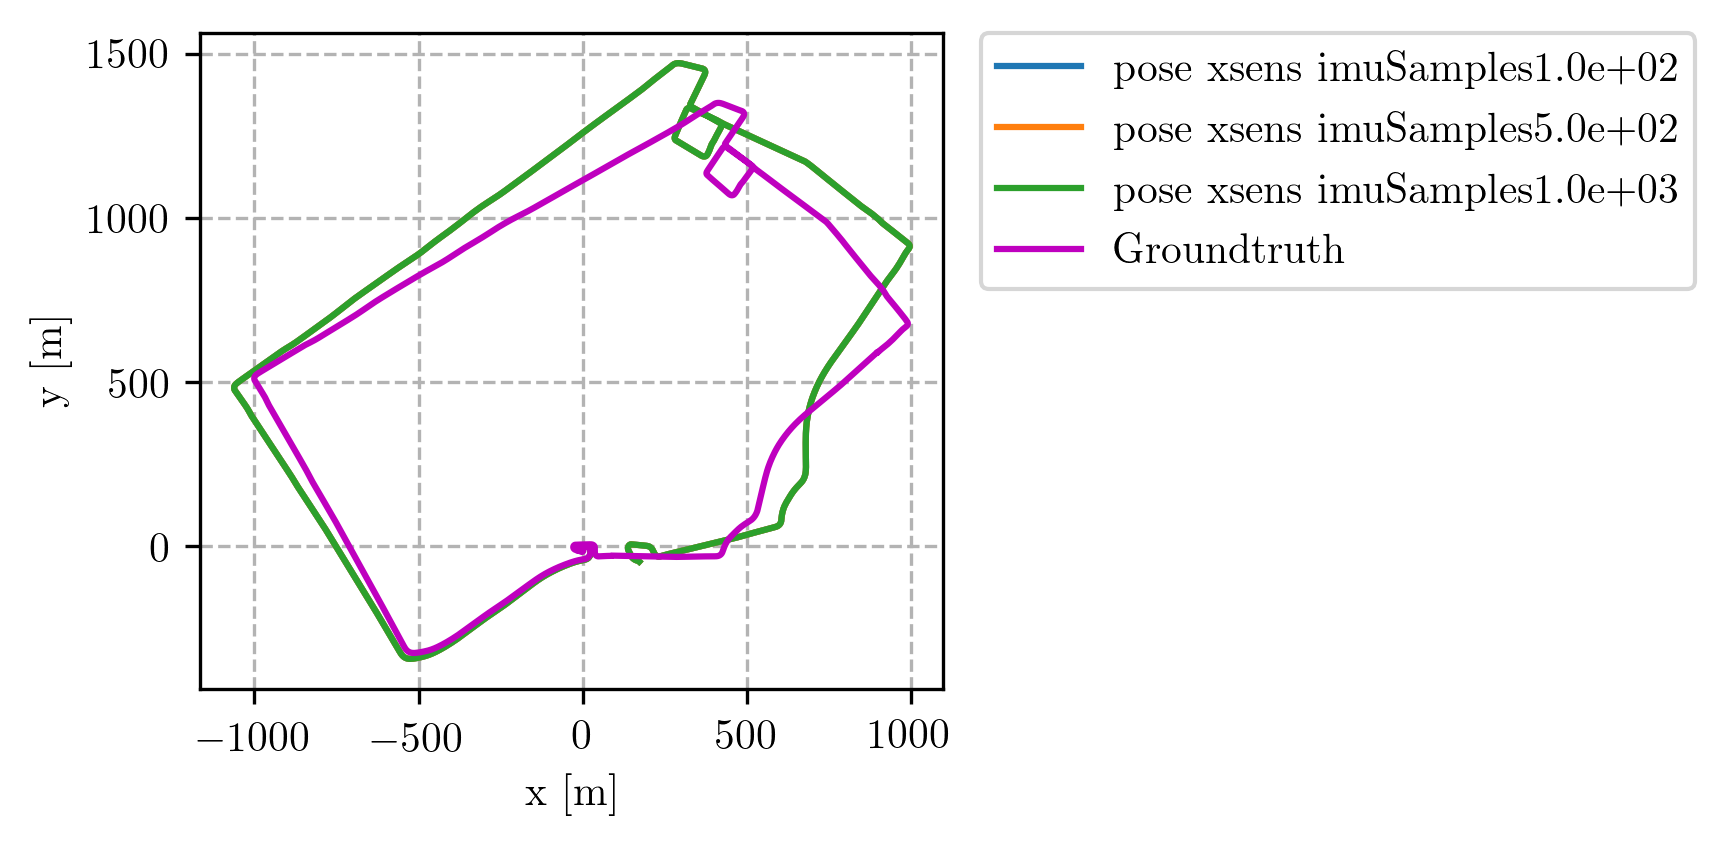 1500
1000
500
0
y [m]
−1000
−500
0
500
1000
x [m]
pose xsens imuSamples1.0e+02
pose xsens imuSamples5.0e+02
pose xsens imuSamples1.0e+03
Groundtruth